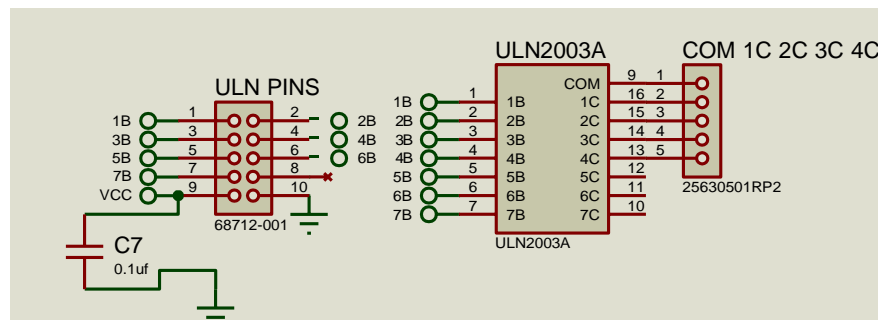 ULN PINS
1B 1 2 2B
3B 3 4 4B
5B 5 6 6B
7B 7 8
VCC 9 10
68712-001
C7
0.1uf
ULN2003A
COM 9 1
1B 1 1B 1C 16 2
2B 2 2B 2C 15 3
3B 3 3B 3C 14 4
4B 4 4B 4C 13 5
5B 5 5B 5C 12
6B 6 6B 6C 11
7B 7 7B 7C 10
ULN2003A
COM 1C 2C 3C 4C
25630501RP2